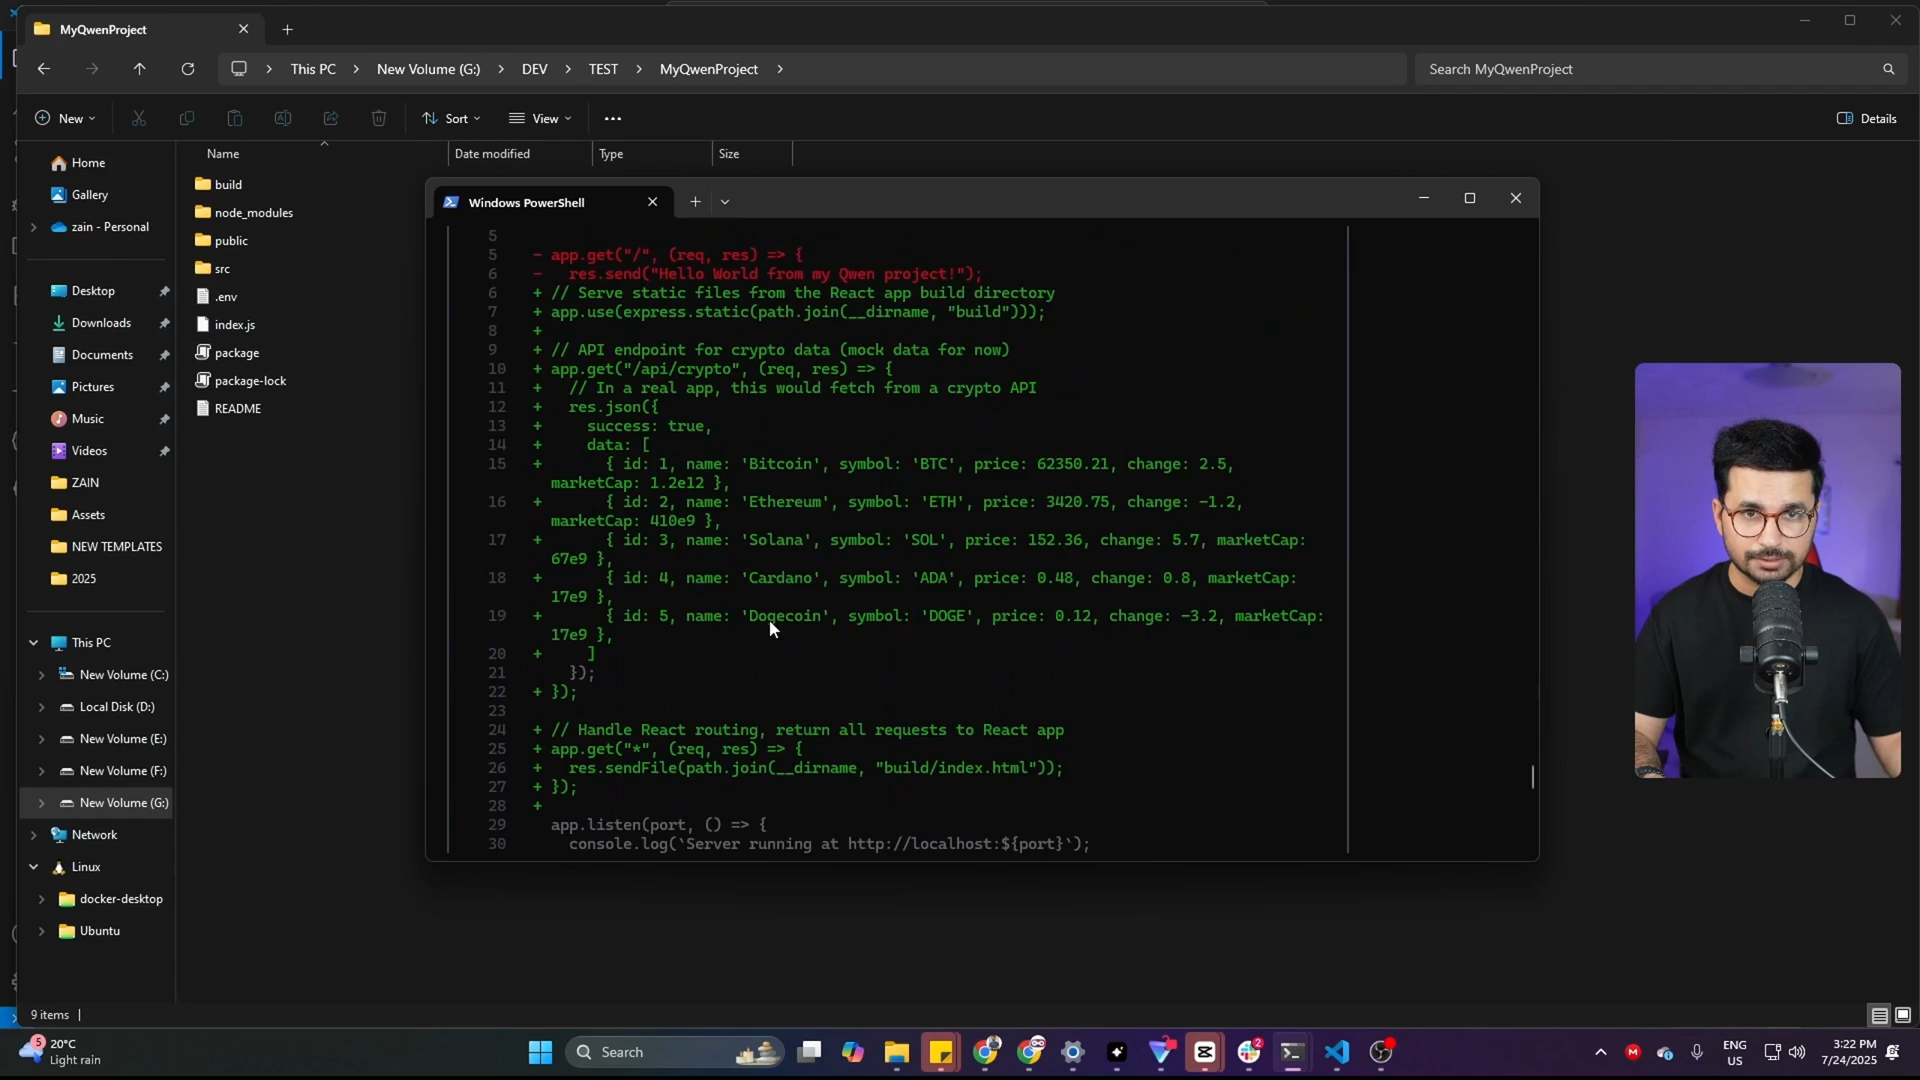 MyQwenProject
This PC
New Volume (G:)
DEV
TEST
MyQwenProject
Search MyQwenProject
New
Sort
View
Details
Name
Date modified
Type
Size
Home
Gallery
zain - Personal
Desktop
Downloads
Documents
Pictures
Music
Videos
ZAIN
Assets
NEW TEMPLATES
2025
This PC
New Volume (C:)
Local Disk (D:)
New Volume (E:)
New Volume (F:)
New Volume (G:)
Network
Linux
docker-desktop
Ubuntu
build
node_modules
public
src
.env
index.js
package
package-lock
README
Windows PowerShell
5
5 - app.get("/", (req, res) => {
6 -   res.send("Hello World from my Qwen project!");
6 + // Serve static files from the React app build directory
7 + app.use(express.static(path.join(__dirname, "build")));
8 +
9 + // API endpoint for crypto data (mock data for now)
10 + app.get("/api/crypto", (req, res) => {
11 +   // In a real app, this would fetch from a crypto API
12 +   res.json({
13 +     success: true,
14 +     data: [
15 +       { id: 1, name: 'Bitcoin', symbol: 'BTC', price: 62350.21, change: 2.5,
marketCap: 1.2e12 },
16 +       { id: 2, name: 'Ethereum', symbol: 'ETH', price: 3420.75, change: -1.2,
marketCap: 410e9 },
17 +       { id: 3, name: 'Solana', symbol: 'SOL', price: 152.36, change: 5.7, marketCap:
67e9 },
18 +       { id: 4, name: 'Cardano', symbol: 'ADA', price: 0.48, change: 0.8, marketCap:
17e9 },
19 +       { id: 5, name: 'Dogecoin', symbol: 'DOGE', price: 0.12, change: -3.2, marketCap:
17e9 },
20 +     ]
21     });
22 + });
23
24 + // Handle React routing, return all requests to React app
25 + app.get("*", (req, res) => {
26 +   res.sendFile(path.join(__dirname, "build/index.html"));
27 + });
28 +
29   app.listen(port, () => {
30     console.log(`Server running at http://localhost:${port}`);
9 items
5
20°C
Light rain
Search
2
ENG
US
3:22 PM
7/24/2025